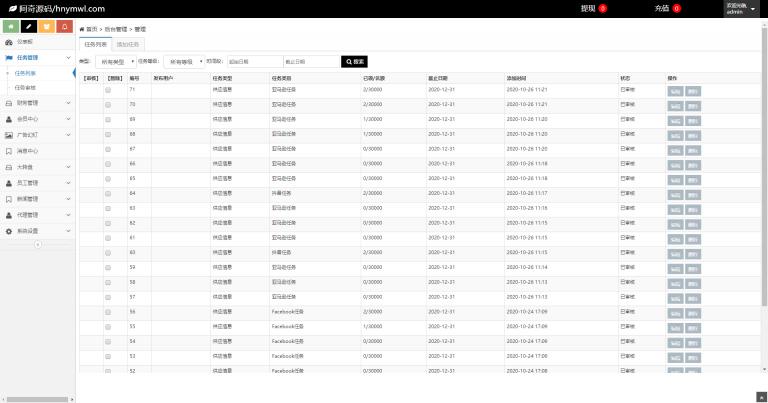 阿奇源码/hnymwl.com
提现 0
充值 0
欢迎光临,
admin
首页 > 后台管理 > 管理
仪表板
任务管理
任务列表
任务审核
财务管理
会员中心
广告幻灯
消息中心
大转盘
员工管理
新闻管理
代理管理
系统设置
任务列表 添加任务
类型: 所有类型 任务等级: 所有等级 时间段: 起始日期 截止日期 搜索
【审核】 【删除】 编号 发布用户 任务类型 任务类别 已领/总数 截止日期 添加时间 状态 操作
71 供应信息 亚马逊任务 2/30000 2020-12-31 2020-10-26 11:21 已审核 编辑 删除
70 供应信息 亚马逊任务 2/30000 2020-12-31 2020-10-26 11:21 已审核 编辑 删除
69 供应信息 亚马逊任务 1/30000 2020-12-31 2020-10-26 11:20 已审核 编辑 删除
68 供应信息 亚马逊任务 1/30000 2020-12-31 2020-10-26 11:20 已审核 编辑 删除
67 供应信息 亚马逊任务 0/30000 2020-12-31 2020-10-26 11:20 已审核 编辑 删除
66 供应信息 亚马逊任务 0/30000 2020-12-31 2020-10-26 11:18 已审核 编辑 删除
65 供应信息 亚马逊任务 0/30000 2020-12-31 2020-10-26 11:18 已审核 编辑 删除
64 供应信息 抖音任务 2/30000 2020-12-31 2020-10-26 11:17 已审核 编辑 删除
63 供应信息 亚马逊任务 0/30000 2020-12-31 2020-10-26 11:16 已审核 编辑 删除
62 供应信息 亚马逊任务 0/30000 2020-12-31 2020-10-26 11:15 已审核 编辑 删除
61 供应信息 亚马逊任务 0/30000 2020-12-31 2020-10-26 11:15 已审核 编辑 删除
60 供应信息 抖音任务 2/30000 2020-12-31 2020-10-26 11:15 已审核 编辑 删除
59 供应信息 亚马逊任务 0/30000 2020-12-31 2020-10-26 11:14 已审核 编辑 删除
58 供应信息 亚马逊任务 0/30000 2020-12-31 2020-10-26 11:13 已审核 编辑 删除
57 供应信息 亚马逊任务 0/30000 2020-12-31 2020-10-26 11:13 已审核 编辑 删除
56 供应信息 Facebook任务 2/30000 2020-12-31 2020-10-24 17:09 已审核 编辑 删除
55 供应信息 Facebook任务 1/30000 2020-12-31 2020-10-24 17:09 已审核 编辑 删除
54 供应信息 Facebook任务 0/30000 2020-12-31 2020-10-24 17:09 已审核 编辑 删除
53 供应信息 Facebook任务 0/30000 2020-12-31 2020-10-24 17:09 已审核 编辑 删除
52 供应信息 Facebook任务 0/30000 2020-12-31 2020-10-24 17:08 已审核 编辑 删除